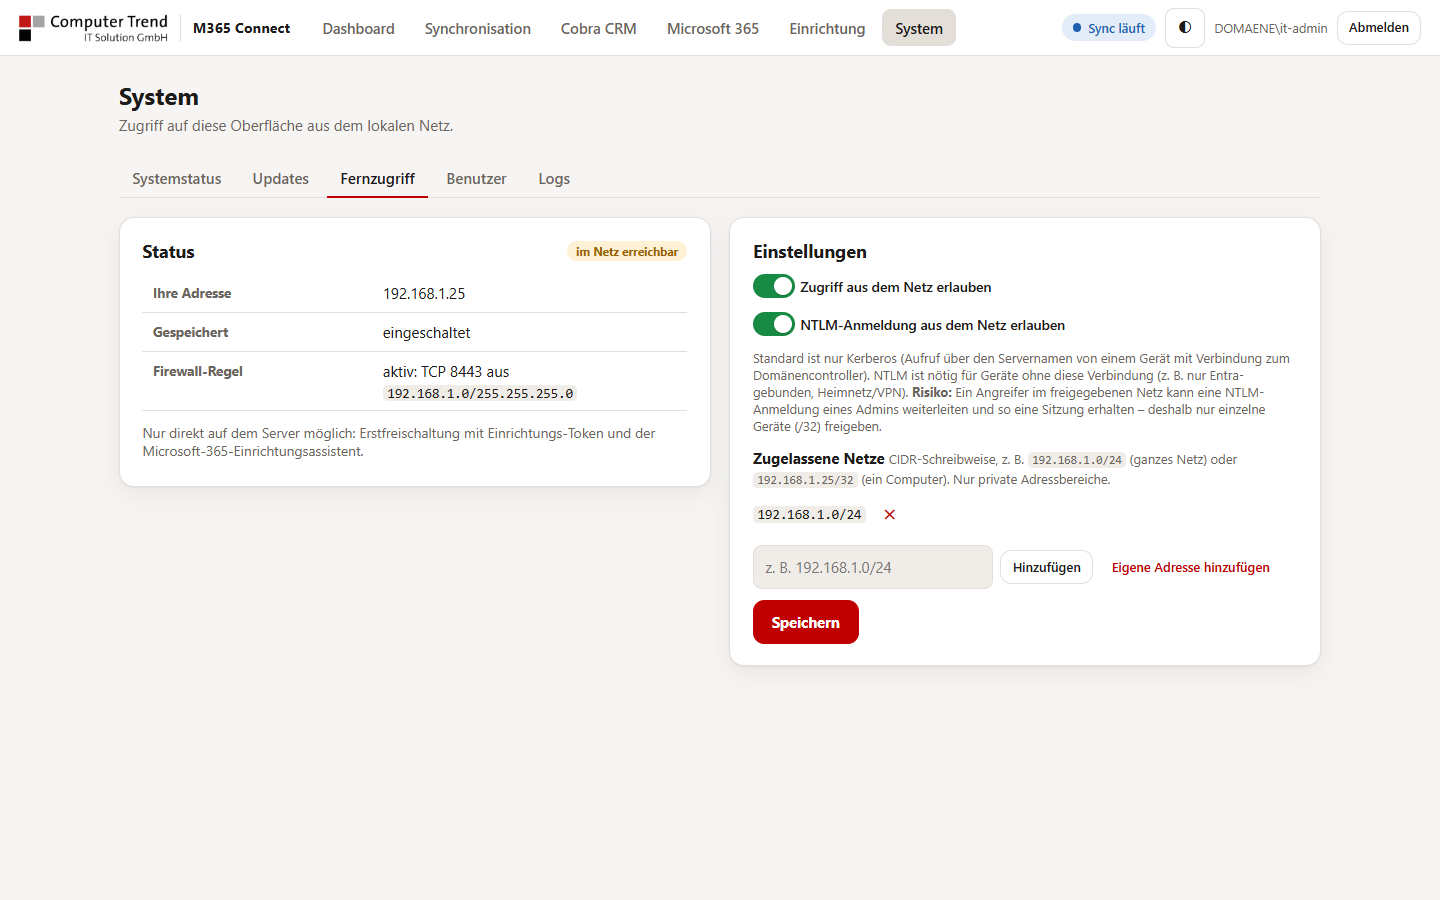 Computer Trend
IT Solution GmbH
M365 Connect
Dashboard
Synchronisation
Cobra CRM
Microsoft 365
Einrichtung
System
Sync läuft
DOMAENE\it-admin
Abmelden
System
Zugriff auf diese Oberfläche aus dem lokalen Netz.
Systemstatus
Updates
Fernzugriff
Benutzer
Logs
Status
im Netz erreichbar
Ihre Adresse
192.168.1.25
Gespeichert
eingeschaltet
Firewall-Regel
aktiv: TCP 8443 aus
192.168.1.0/255.255.255.0
Nur direkt auf dem Server möglich: Erstfreischaltung mit Einrichtungs-Token und der
Microsoft-365-Einrichtungsassistent.
Einstellungen
Zugriff aus dem Netz erlauben
NTLM-Anmeldung aus dem Netz erlauben
Standard ist nur Kerberos (Aufruf über den Servernamen von einem Gerät mit Verbindung zum
Domänencontroller). NTLM ist nötig für Geräte ohne diese Verbindung (z. B. nur Entra-
gebunden, Heimnetz/VPN). Risiko: Ein Angreifer im freigegebenen Netz kann eine NTLM-
Anmeldung eines Admins weiterleiten und so eine Sitzung erhalten – deshalb nur einzelne
Geräte (/32) freigeben.
Zugelassene Netze CIDR-Schreibweise, z. B. 192.168.1.0/24 (ganzes Netz) oder
192.168.1.25/32 (ein Computer). Nur private Adressbereiche.
192.168.1.0/24 ×
z. B. 192.168.1.0/24
Hinzufügen
Eigene Adresse hinzufügen
Speichern